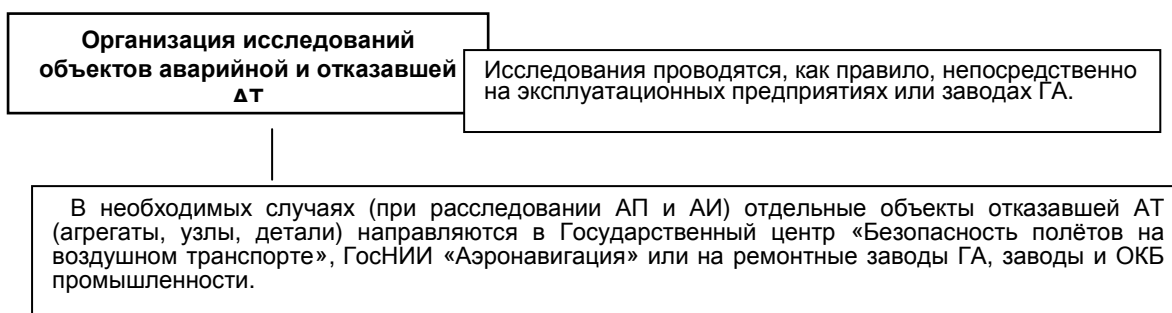 Организация исследований
объектов аварийной и отказавшей
АТ
Исследования проводятся, как правило, непосредственно
на эксплуатационных предприятиях или заводах ГА.
В необходимых случаях (при расследовании АП и АИ) отдельные объекты отказавшей АТ
(агрегаты, узлы, детали) направляются в Государственный центр «Безопасность полётов на
воздушном транспорте», ГосНИИ «Аэронавигация» или на ремонтные заводы ГА, заводы и ОКБ
промышленности.